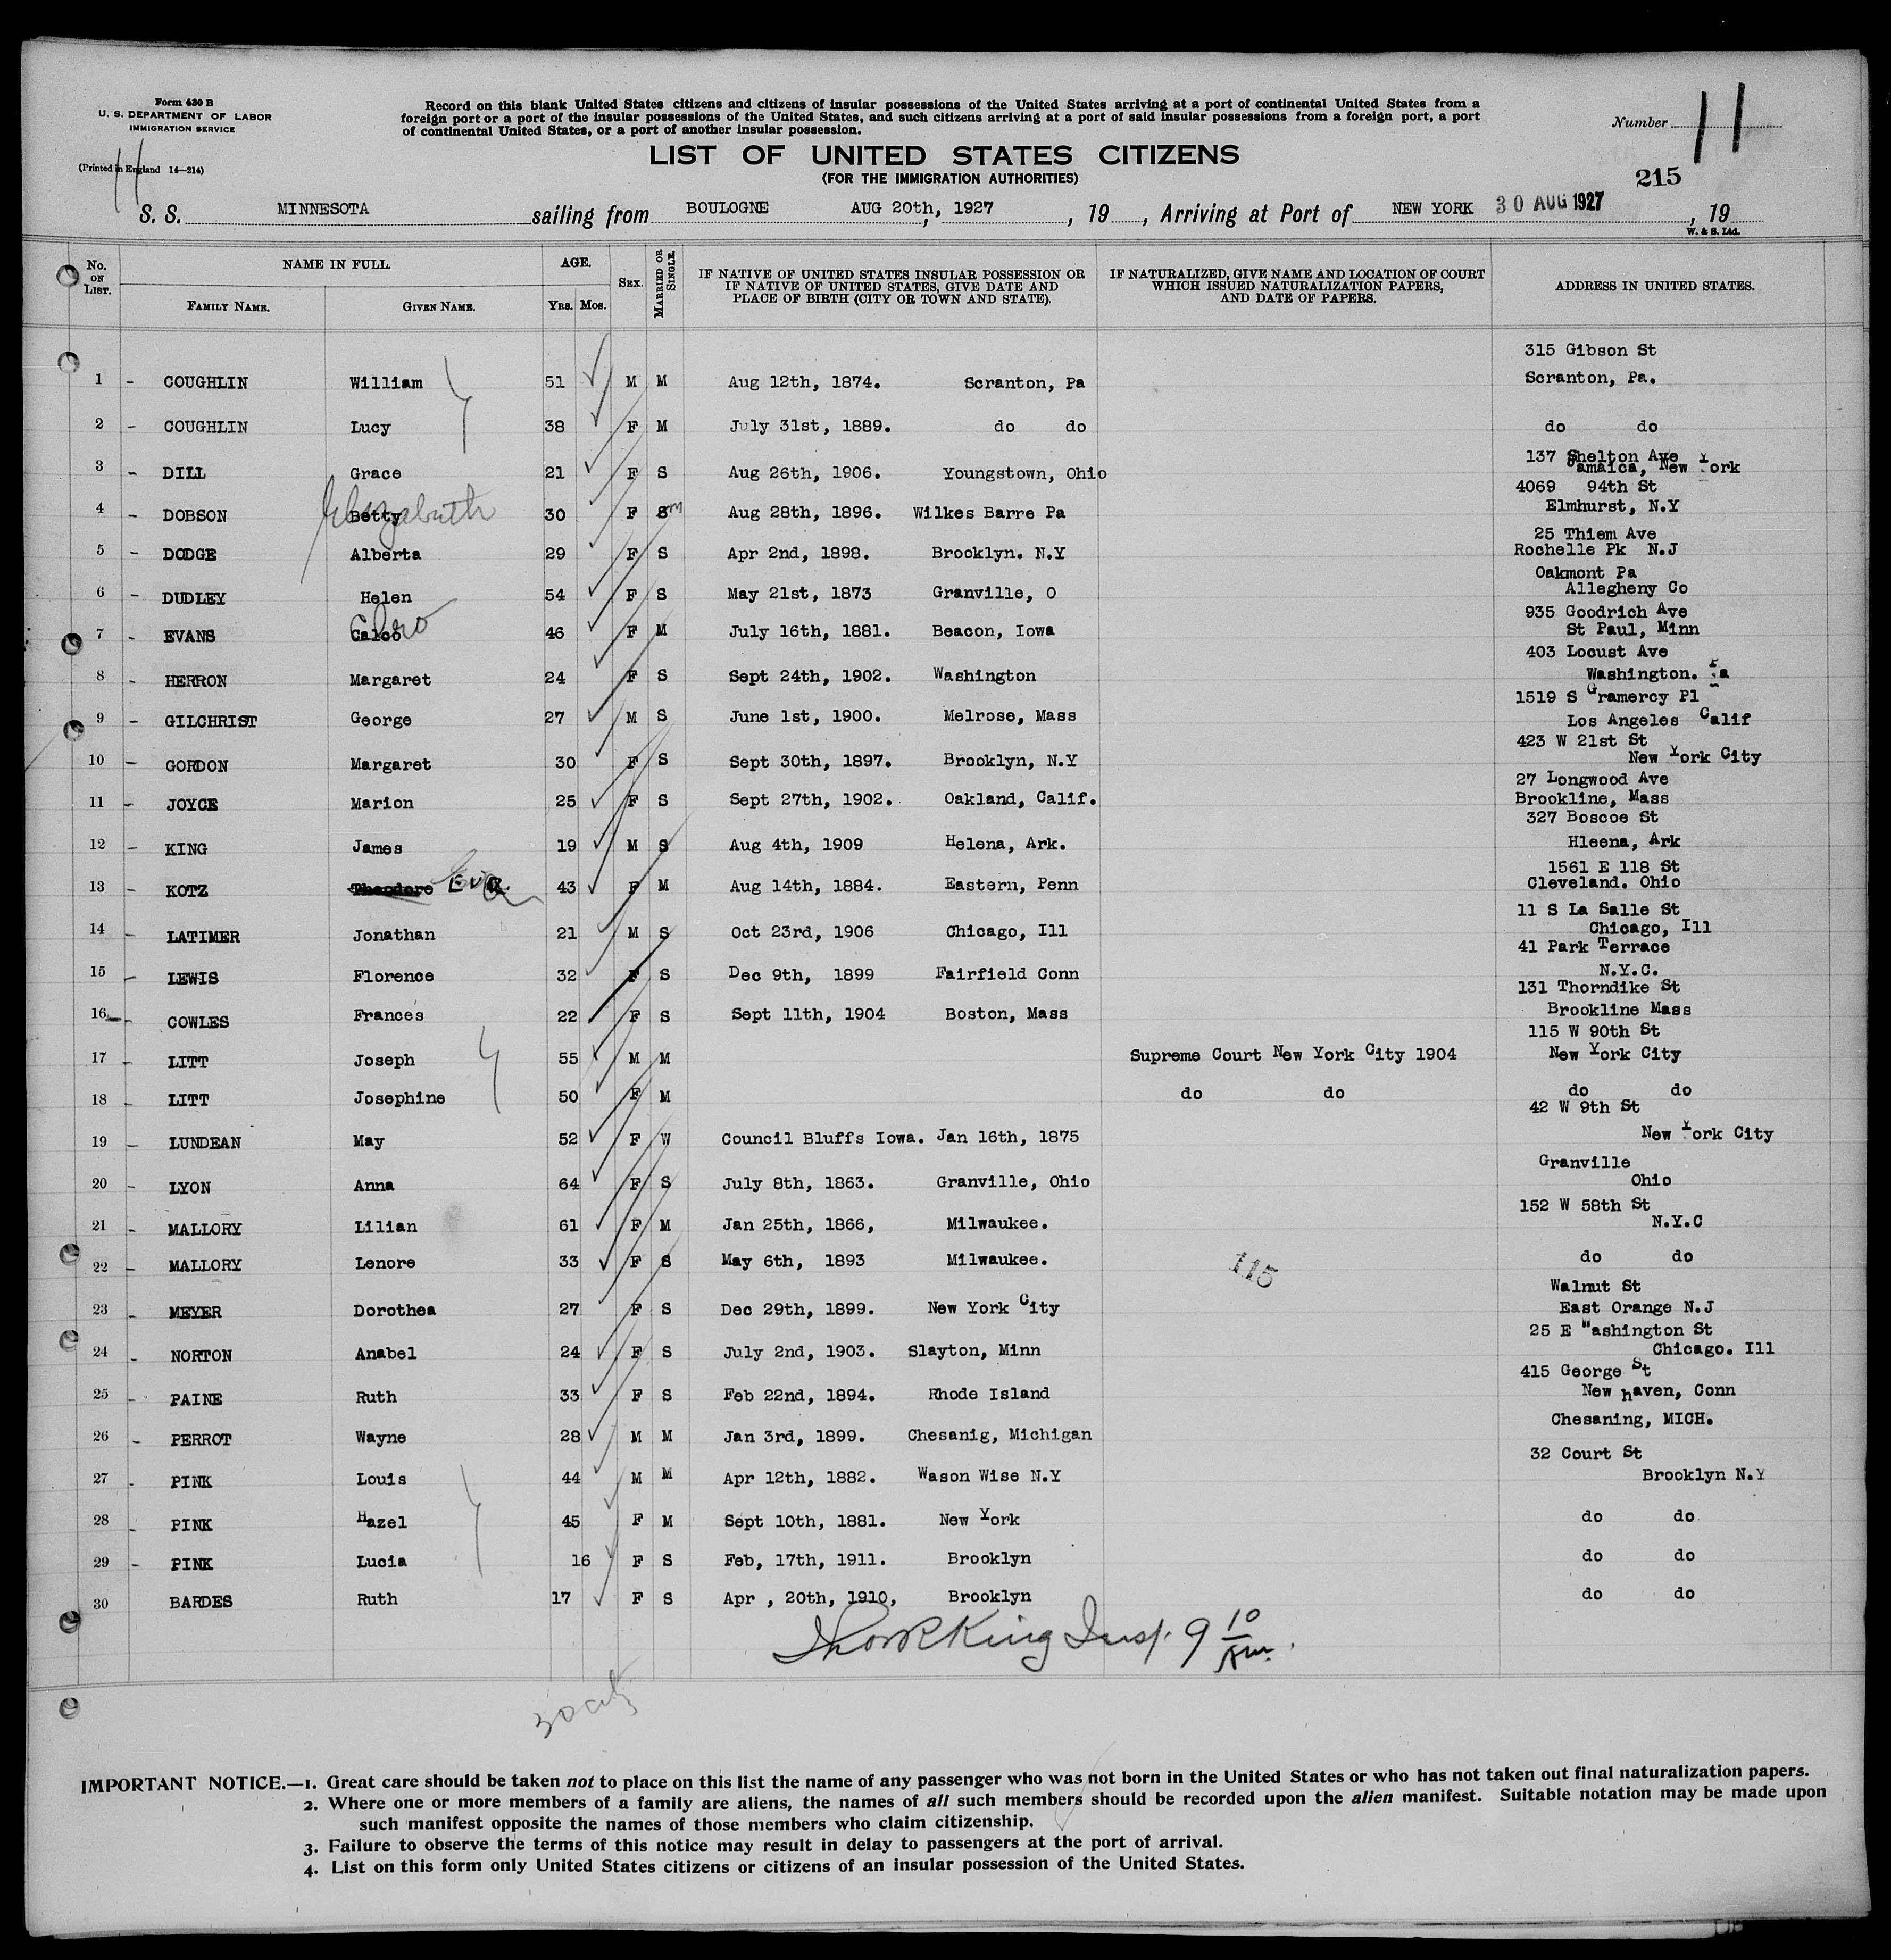 Form 630 B
U. S. DEPARTMENT OF LABOR
IMMIGRATION SERVICE
(Printed in England 14—214)
Record on this blank United States citizens and citizens of insular possessions of the United States arriving at a port of continental United States from a
foreign port or a port of the insular possessions of the United States, and such citizens arriving at a port of said insular possessions from a foreign port, a port
of continental United States, or a port of another insular possession.
Number 11
LIST OF UNITED STATES CITIZENS
(FOR THE IMMIGRATION AUTHORITIES)
215
S. S. MINNESOTA sailing from BOULOGNE AUG 20th, 1927, 19, Arriving at Port of NEW YORK 30 AUG 1927, 19
W. & S. Ltd.
No. ON LIST. NAME IN FULL. FAMILY NAME. GIVEN NAME. AGE. YRS. MOS. SEX. MARRIED OR SINGLE. IF NATIVE OF UNITED STATES INSULAR POSSESSION OR IF NATIVE OF UNITED STATES, GIVE DATE AND PLACE OF BIRTH (CITY OR TOWN AND STATE). IF NATURALIZED, GIVE NAME AND LOCATION OF COURT WHICH ISSUED NATURALIZATION PAPERS, AND DATE OF PAPERS. ADDRESS IN UNITED STATES.
315 Gibson St
1 - COUGHLIN William 51 M M Aug 12th, 1874. Scranton, Pa Scranton, Pa.
2 - COUGHLIN Lucy 38 F M July 31st, 1889. do do do do
137 Shelton Ave
3 - DILL Grace 21 F S Aug 26th, 1906. Youngstown, Ohio Jamaica, New York
4069 94th St
4 - DOBSON Betty Elizabeth 30 F S M Aug 28th, 1896. Wilkes Barre Pa Elmhurst, N.Y
25 Thiem Ave
5 - DODGE Alberta 29 F S Apr 2nd, 1898. Brooklyn. N.Y Rochelle Pk N.J
Oakmont Pa
6 - DUDLEY Helen 54 F S May 21st, 1873 Granville, O Allegheny Co
935 Goodrich Ave
7 - EVANS 46 F M July 16th, 1881. Beacon, Iowa St Paul, Minn
403 Locust Ave
8 - HERRON Margaret 24 F S Sept 24th, 1902. Washington Washington. Pa
1519 S Gramercy Pl
9 - GILCHRIST George 27 M S June 1st, 1900. Melrose, Mass Los Angeles Calif
423 W 21st St
10 - GORDON Margaret 30 F S Sept 30th, 1897. Brooklyn, N.Y New York City
27 Longwood Ave
11 - JOYCE Marion 25 F S Sept 27th, 1902. Oakland, Calif. Brookline, Mass
327 Boscoe St
12 - KING James 19 M S Aug 4th, 1909 Helena, Ark. Hleena, Ark
1561 E 118 St
13 - KOTZ Theodore Eva 43 F M Aug 14th, 1884. Eastern, Penn Cleveland. Ohio
11 S La Salle St
14 - LATIMER Jonathan 21 M S Oct 23rd, 1906 Chicago, Ill Chicago, Ill
41 Park Terrace
15 - LEWIS Florence 32 F S Dec 9th, 1899 Fairfield Conn N.Y.C.
131 Thorndike St
16 - COWLES Frances 22 F S Sept 11th, 1904 Boston, Mass Brookline Mass
115 W 90th St
17 - LITT Joseph 55 M M Supreme Court New York City 1904 New York City
18 - LITT Josephine 50 F M do do do do
42 W 9th St
19 - LUNDEAN May 52 F W Council Bluffs Iowa. Jan 16th, 1875 New York City
Granville
20 - LYON Anna 64 F S July 8th, 1863. Granville, Ohio Ohio
152 W 58th St
21 - MALLORY Lilian 61 F M Jan 25th, 1866, Milwaukee. N.Y.C
22 - MALLORY Lenore 33 F S May 6th, 1893 Milwaukee. do do
115
Walnut St
23 - MEYER Dorothea 27 F S Dec 29th, 1899. New York City East Orange N.J
25 E Washington St
24 - NORTON Anabel 24 F S July 2nd, 1903. Slayton, Minn Chicago. Ill
415 George St
25 - PAINE Ruth 33 F S Feb 22nd, 1894. Rhode Island New haven, Conn
Chesaning, MICH.
26 - PERROT Wayne 28 M M Jan 3rd, 1899. Chesanig, Michigan
32 Court St
27 - PINK Louis 44 M M Apr 12th, 1882. Wason Wise N.Y Brooklyn N.Y
28 - PINK Hazel 45 F M Sept 10th, 1881. New York do do
29 - PINK Lucia 16 F S Feb, 17th, 1911. Brooklyn do do
30 BARDES Ruth 17 F S Apr , 20th, 1910, Brooklyn do do
King Insp. 9 10 Am.
IMPORTANT NOTICE.—1. Great care should be taken not to place on this list the name of any passenger who was not born in the United States or who has not taken out final naturalization papers.
2. Where one or more members of a family are aliens, the names of all such members should be recorded upon the alien manifest. Suitable notation may be made upon
such manifest opposite the names of those members who claim citizenship.
3. Failure to observe the terms of this notice may result in delay to passengers at the port of arrival.
4. List on this form only United States citizens or citizens of an insular possession of the United States.